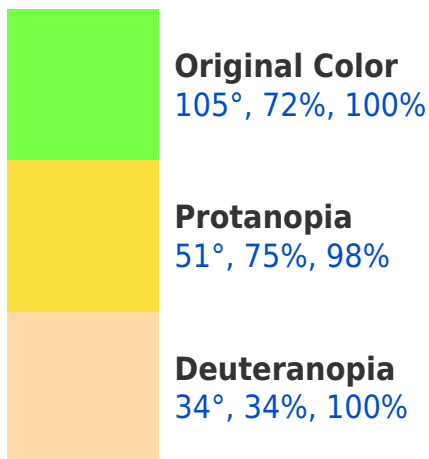 Original Color
105°, 72%, 100%
Protanopia
51°, 75%, 98%
Deuteranopia
34°, 34%, 100%